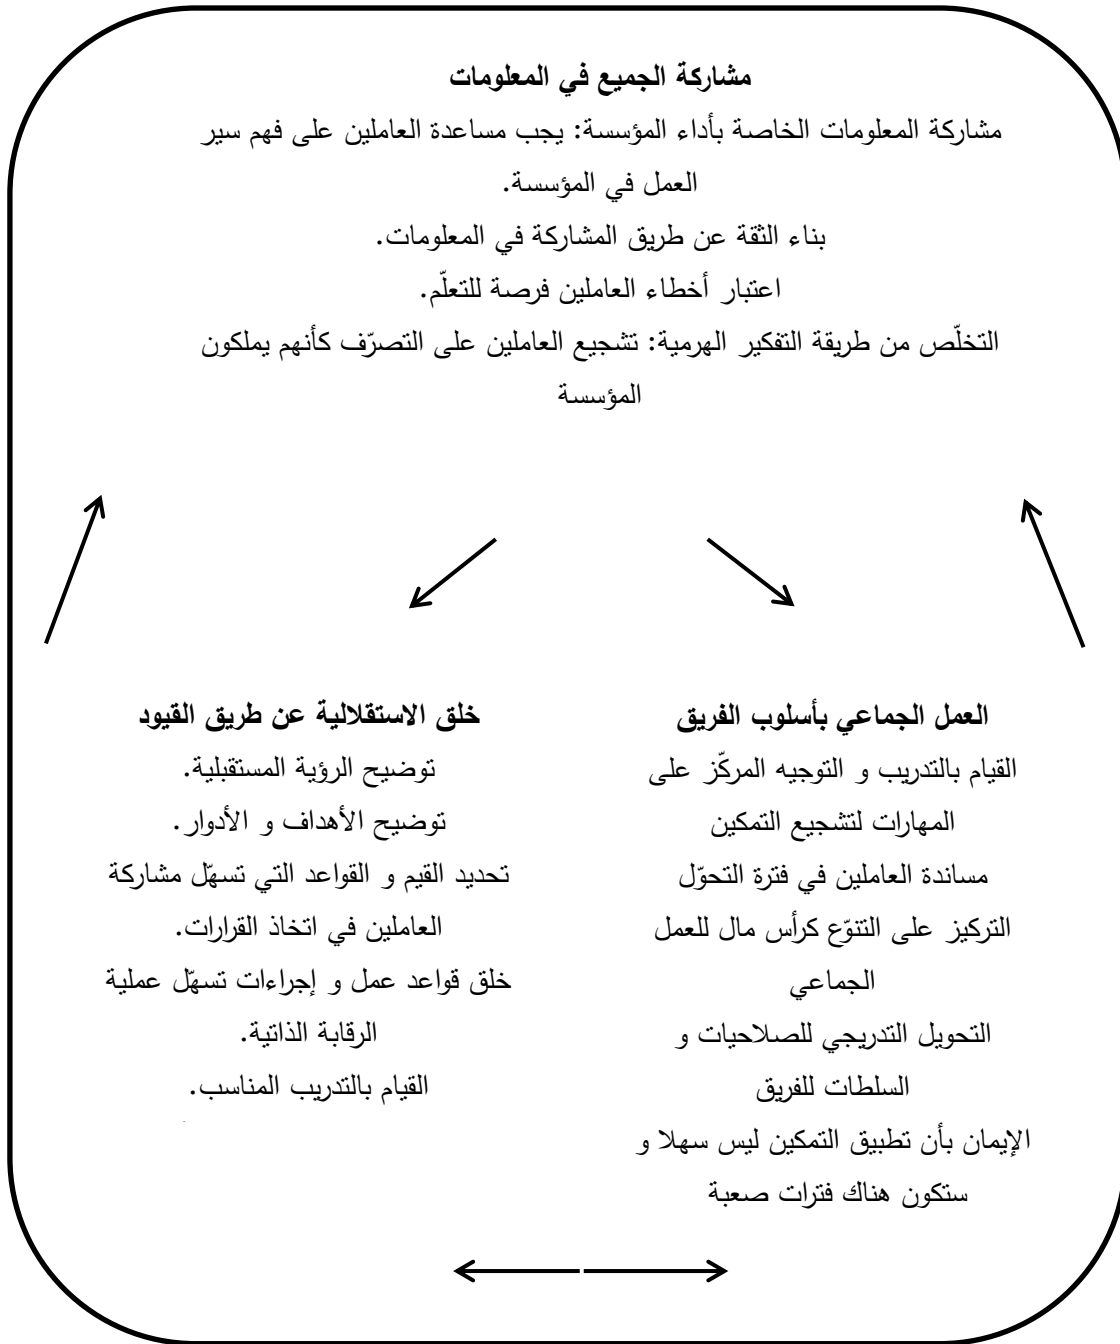 مشاركة الجميع في المعلومات
مشاركة المعلومات الخاصة بأداء المؤسسة: يجب مساعدة العاملين على فهم سير
العمل في المؤسسة.
بناء الثقة عن طريق المشاركة في المعلومات.
اعتبار أخطاء العاملين فرصة للتعلّم.
التخلّص من طريقة التفكير الهرمية: تشجيع العاملين على التصرّف كأنهم يملكون
المؤسسة
العمل الجماعي بأسلوب الفريق
القيام بالتدريب و التوجيه المركّز على
المهارات لتشجيع التمكين
مساندة العاملين في فترة التحوّل
التركيز على التنوّع كرأس مال للعمل
الجماعي
التحويل التدريجي للصلاحيات و
السلطات للفريق
الإيمان بأن تطبيق التمكين ليس سهلا و
ستكون هناك فترات صعبة
خلق الاستقلالية عن طريق القيود
توضيح الرؤية المستقبلية.
توضيح الأهداف و الأدوار.
تحديد القيم و القواعد التي تسهّل مشاركة
العاملين في اتخاذ القرارات.
خلق قواعد عمل و إجراءات تسهّل عملية
الرقابة الذاتية.
القيام بالتدريب المناسب.